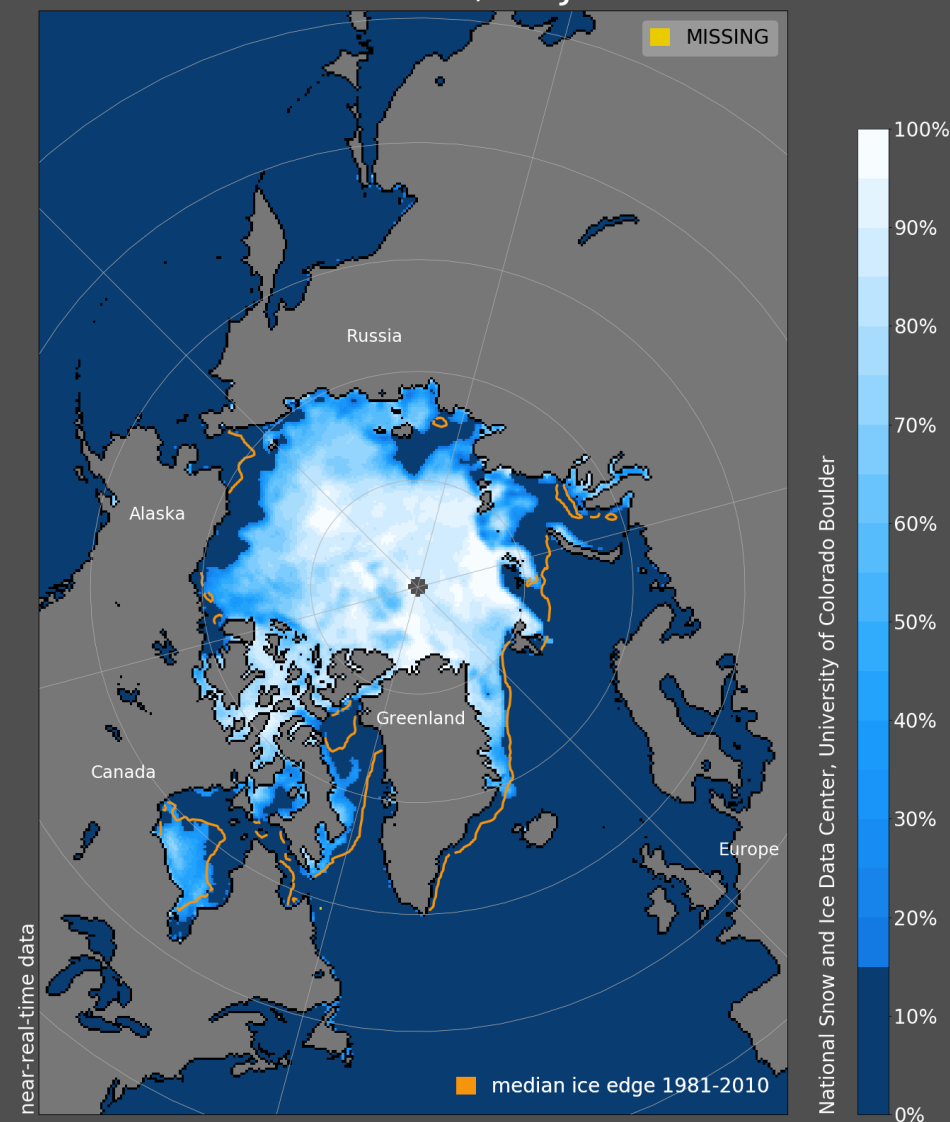 MISSING
Russia
Alaska
Greenland
Canada
Europe
median ice edge 1981-2010
near-real-time data
National Snow and Ice Data Center, University of Colorado Boulder
100%
90%
80%
70%
60%
50%
40%
30%
20%
10%
0%